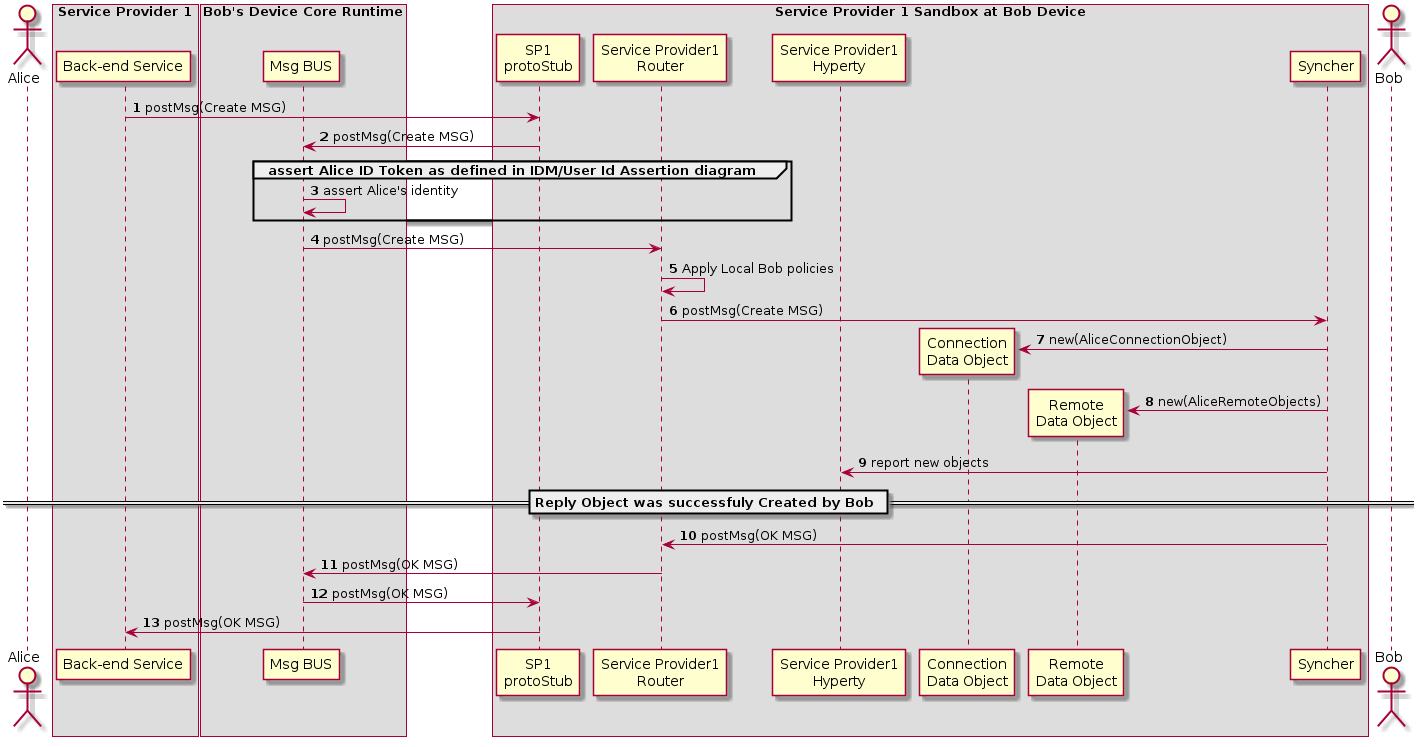 Service Provider 1
Bob's Device Core Runtime
Service Provider 1 Sandbox at Bob Device
Alice
Back-end Service
Msg BUS
SP1
protoStub
Service Provider1
Router
Service Provider1
Hyperty
Syncher
Bob
1 postMsg(Create MSG)
2 postMsg(Create MSG)
assert Alice ID Token as defined in IDM/User Id Assertion diagram
3 assert Alice's identity
4 postMsg(Create MSG)
5 Apply Local Bob policies
6 postMsg(Create MSG)
Connection
Data Object
7 new(AliceConnectionObject)
Remote
Data Object
8 new(AliceRemoteObjects)
9 report new objects
Reply Object was successfuly Created by Bob
10 postMsg(OK MSG)
11 postMsg(OK MSG)
12 postMsg(OK MSG)
13 postMsg(OK MSG)
Alice
Back-end Service
Msg BUS
SP1
protoStub
Service Provider1
Router
Service Provider1
Hyperty
Connection
Data Object
Remote
Data Object
Syncher
Bob